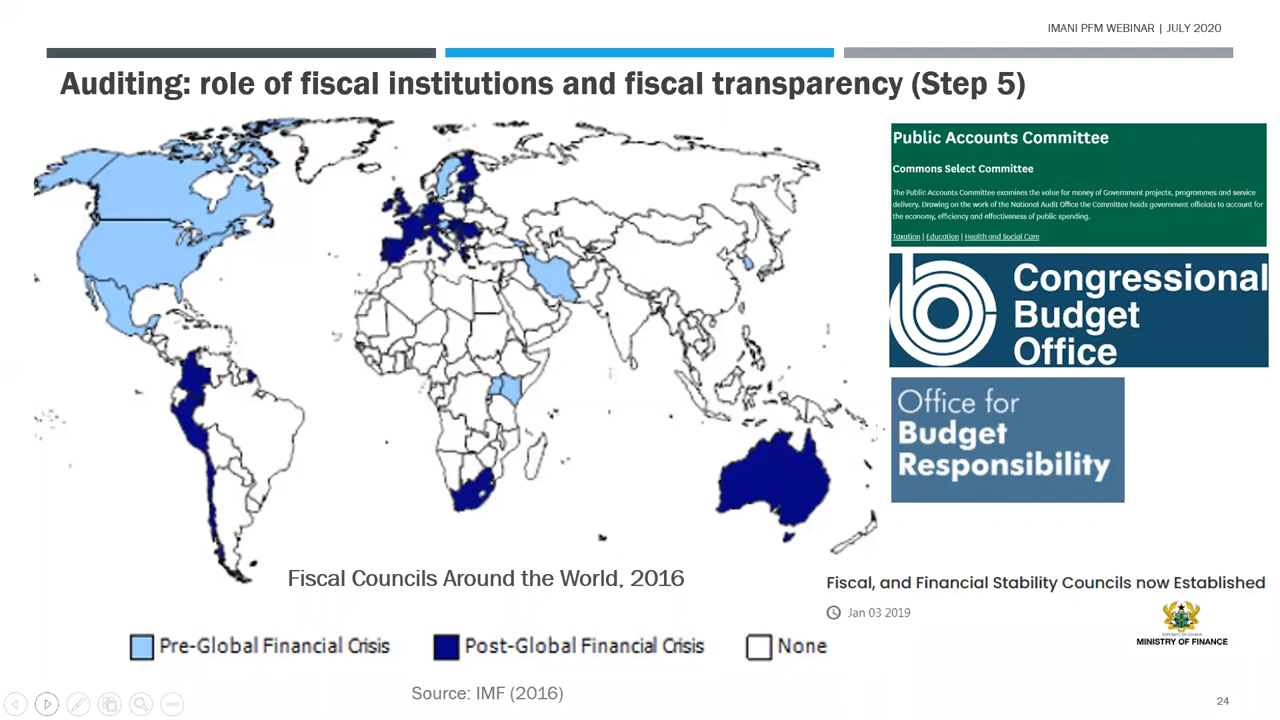 IMANI PFM WEBINAR | JULY 2020
Auditing: role of fiscal institutions and fiscal transparency (Step 5)
Public Accounts Committee
Commons Select Committee
The Public Accounts Committee examines the value for money of Government projects, programmes and service
delivery. Drawing on the work of the National Audit Office the Committee holds government officials to account for
the economy, efficiency and effectiveness of public spending.
Taxation | Education | Health and Social Care
Congressional
Budget
Office
Office for
Budget
Responsibility
Fiscal Councils Around the World, 2016
Fiscal, and Financial Stability Councils now Established
Jan 03 2019
REPUBLIC OF GHANA
MINISTRY OF FINANCE
Pre-Global Financial Crisis
Post-Global Financial Crisis
None
Source: IMF (2016)
24